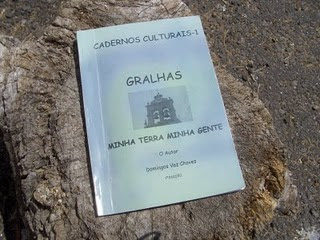 CADERNOS CULTURAIS-1
GRALHAS
MINHA TERRA MINHA GENTE
O Autor
Domingos Vaz Chaves